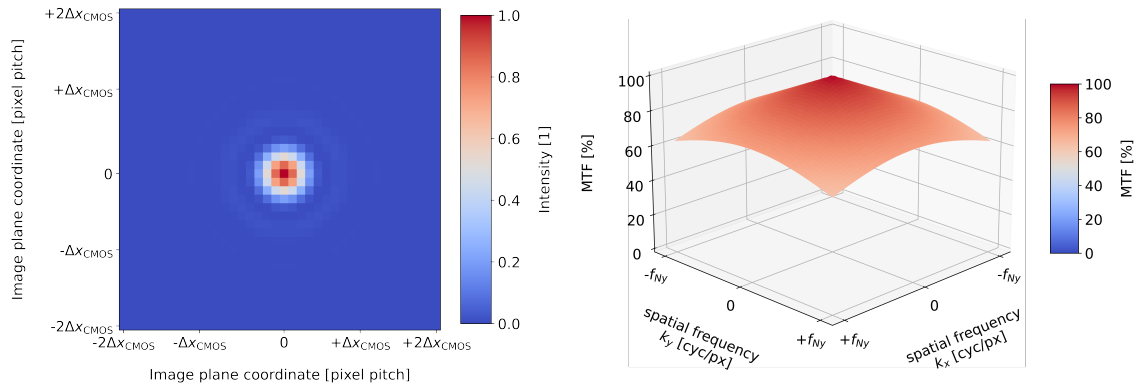 Image plane coordinate [pixel pitch]
+2Δx_CMOS
+Δx_CMOS
0
-Δx_CMOS
-2Δx_CMOS
-2Δx_CMOS
-Δx_CMOS
0
+Δx_CMOS
+2Δx_CMOS
Image plane coordinate [pixel pitch]
1.0
0.8
0.6
0.4
0.2
0.0
Intensity [1]
MTF [%]
100
80
60
40
20
0
-f_Ny
0
+f_Ny
spatial frequency
k_y [cyc/px]
+f_Ny
0
-f_Ny
spatial frequency
k_x [cyc/px]
100
80
60
40
20
0
MTF [%]